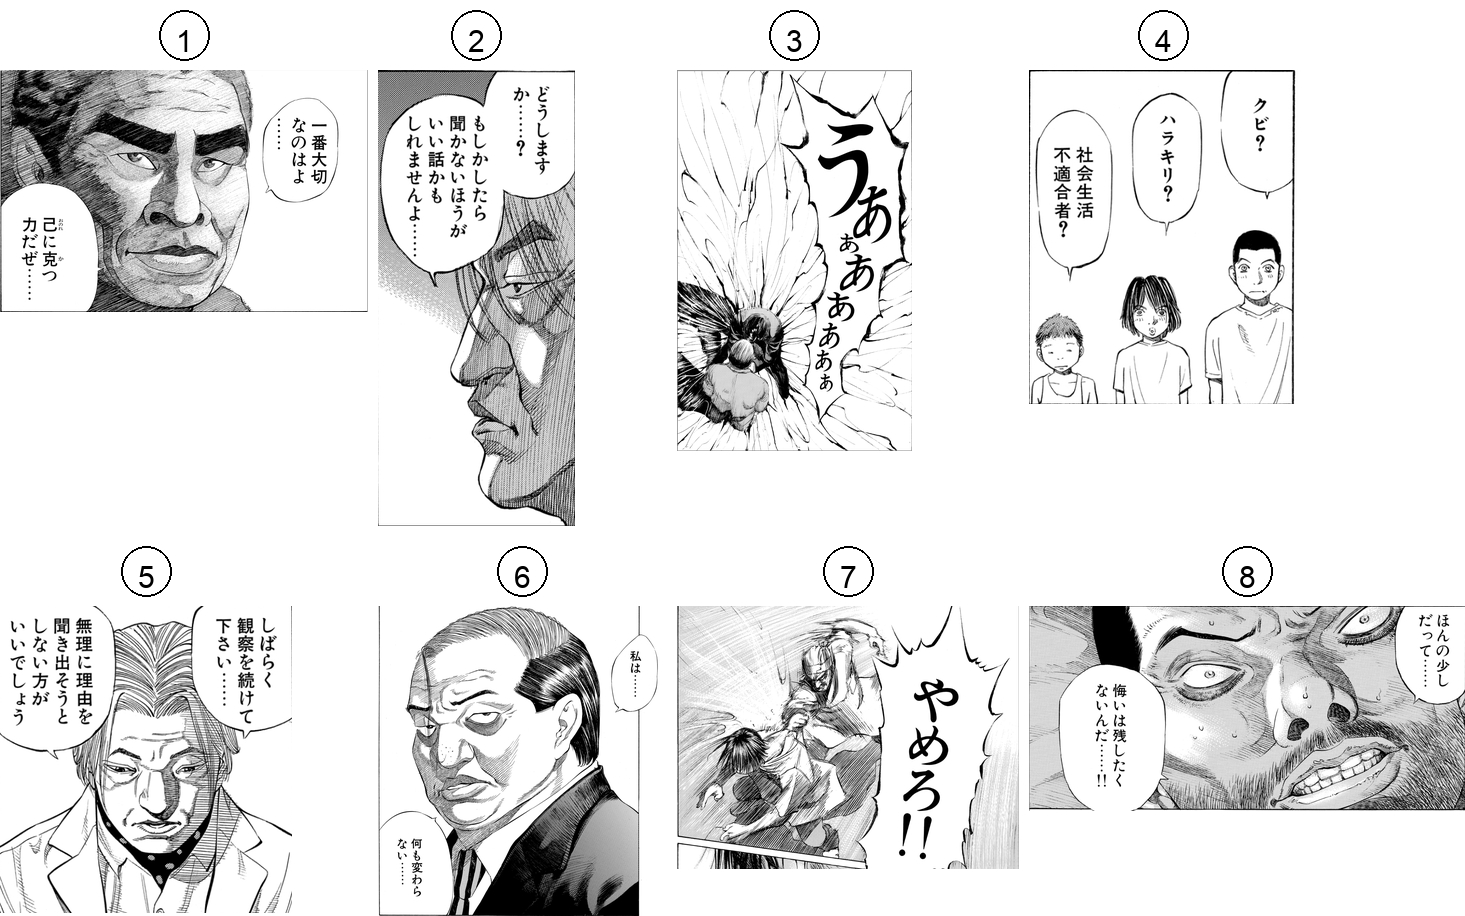 1
一番大切
なのはよ
……
己に克つ
おのれ
か
力だぜ……
2
どうします
か……?
もしかしたら
聞かないほうが
いい話かも
しれませんよ……
3
うあぁあぁあぁぁ
4
クビ?
ハラキリ?
社会生活
不適合者?
5
しばらく
観察を続けて
下さい……
無理に理由を
聞き出そうと
しない方が
いいでしょう
6
私は……
何も変わら
ない……
7
やめろ!!
8
ほんの少し
だって……
悔いは残したく
ないんだ……!!